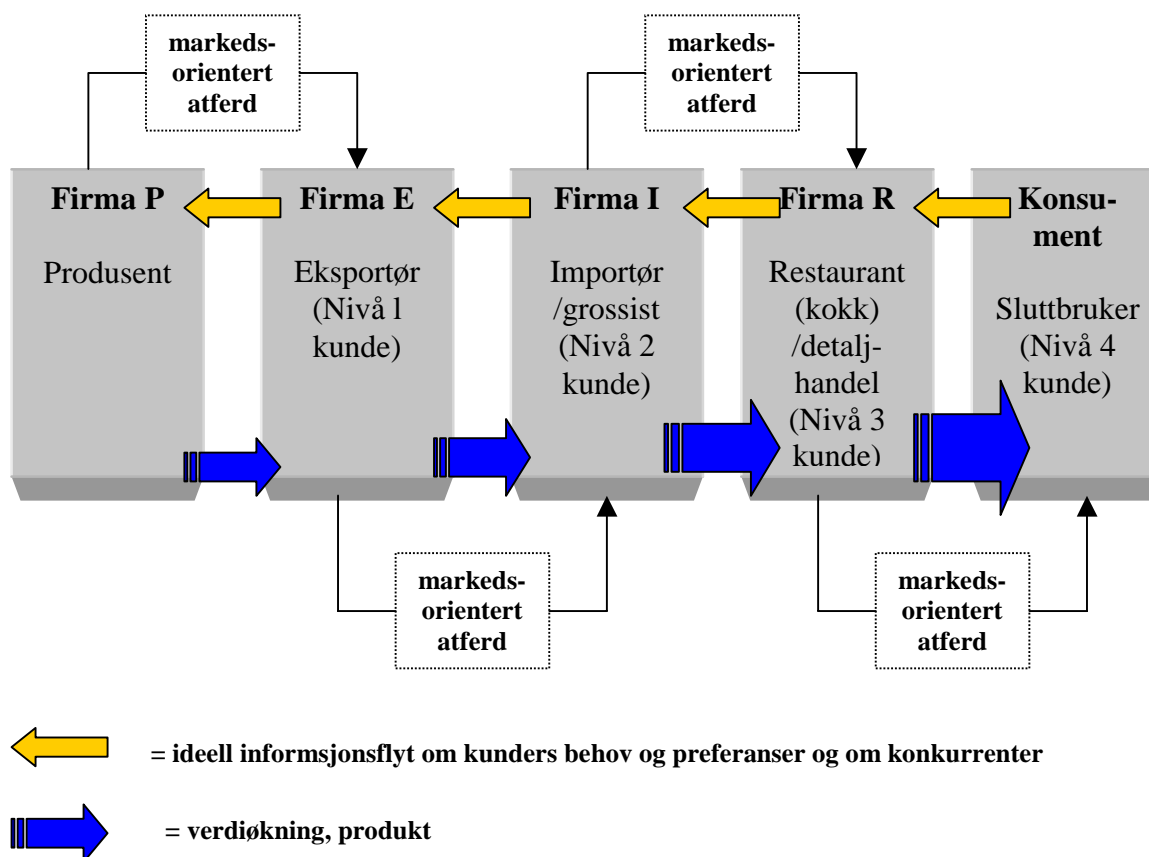 markeds-
orientert
atferd
markeds-
orientert
atferd
Firma P
Produsent
Firma E
Eksportør
(Nivå l
kunde)
Firma I
Importør
/grossist
(Nivå 2
kunde)
Firma R
Restaurant
(kokk)
/detalj-
handel
(Nivå 3
kunde)
Konsu-
ment
Sluttbruker
(Nivå 4
kunde)
markeds-
orientert
atferd
markeds-
orientert
atferd
= ideell informsjonsflyt om kunders behov og preferanser og om konkurrenter
= verdiøkning, produkt